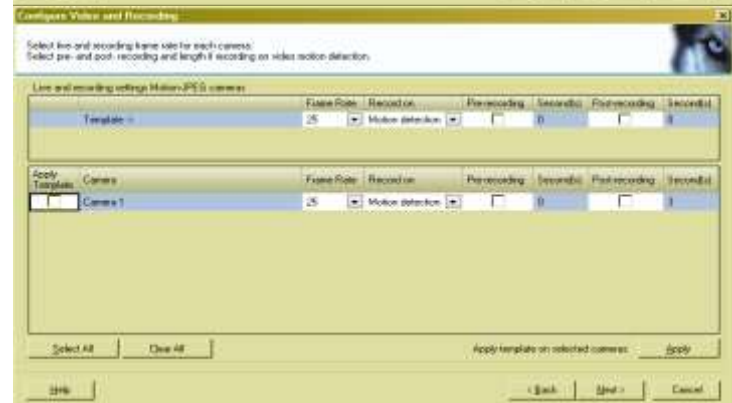 Configure Video and Recording
Select live and recording frame rate for each camera.
Select pre- and post- recording and length if recording on video motion detection.
Live and recording settings Motion-JPEG cameras
Frame Rate Record on Pre-recording Second(s) Post-recording Second(s)
Template 25 Motion detection 0
Apply Template Camera Frame Rate Record on Pre-recording Second(s) Post-recording Second(s)
Camera 1 25 Motion detection 0
Select All Clear All Apply template on selected cameras Apply
Help < Back Next > Cancel